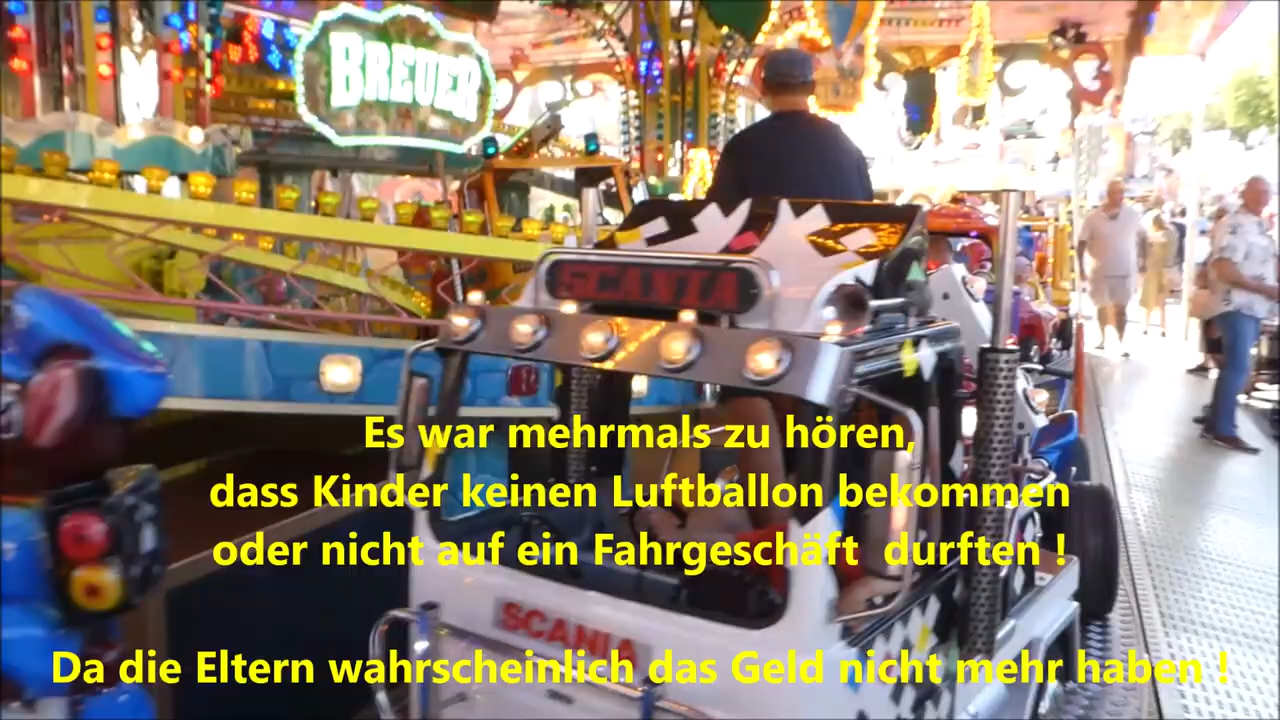 BREUER
SCANIA
Es war mehrmals zu hören,
dass Kinder keinen Luftballon bekommen
oder nicht auf ein Fahrgeschäft durften !
SCANIA
Da die Eltern wahrscheinlich das Geld nicht mehr haben !